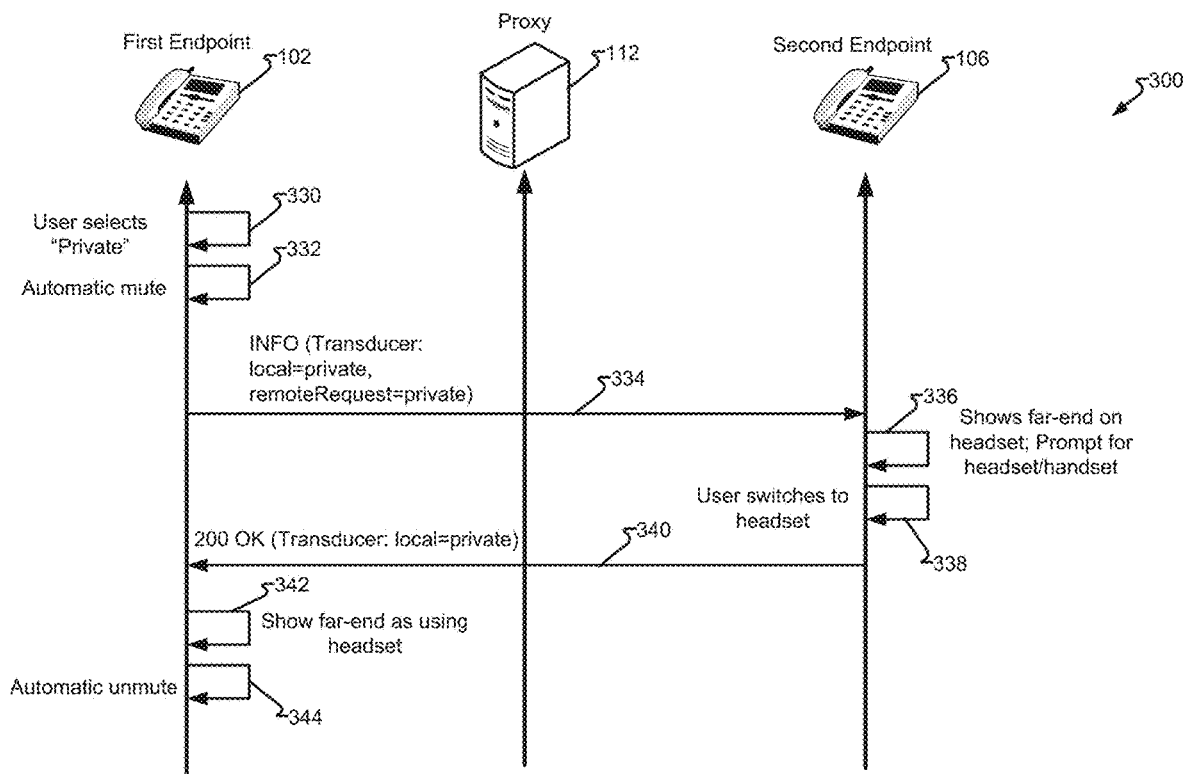 Proxy
First Endpoint
Second Endpoint
102
112
106
300
330
User selects
"Private"
332
Automatic mute
INFO (Transducer:
local=private,
remoteRequest=private)
334
336
Shows far-end on
headset; Prompt for
headset/handset
User switches to
headset
338
200 OK (Transducer: local=private)
340
342
Show far-end as using
headset
Automatic unmute
344